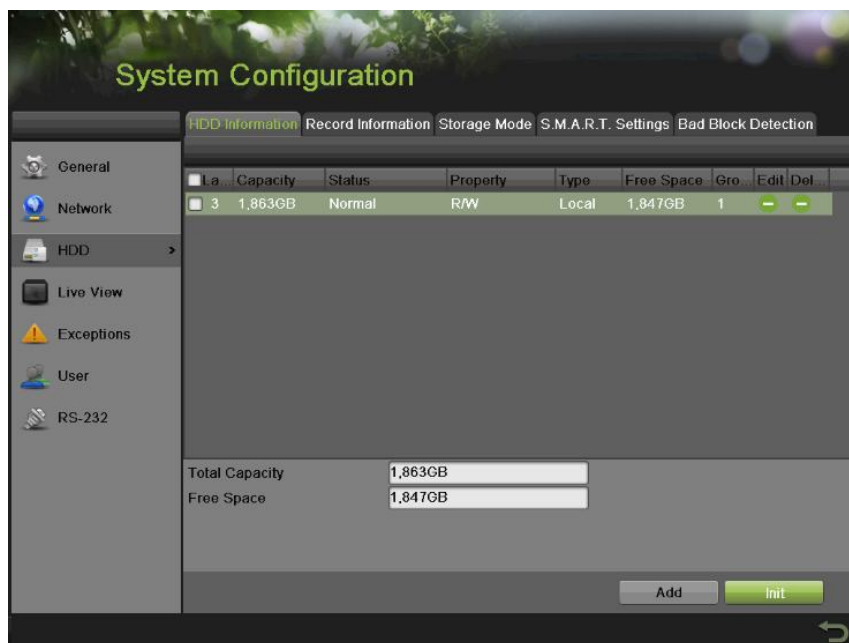 System Configuration
HDD Information Record Information Storage Mode S.M.A.R.T. Settings Bad Block Detection
General
Network
HDD
Live View
Exceptions
User
RS-232
La... Capacity Status Property Type Free Space Gro... Edit Del...
3 1,863GB Normal R/W Local 1,847GB 1
Total Capacity 1,863GB
Free Space 1,847GB
Add Init